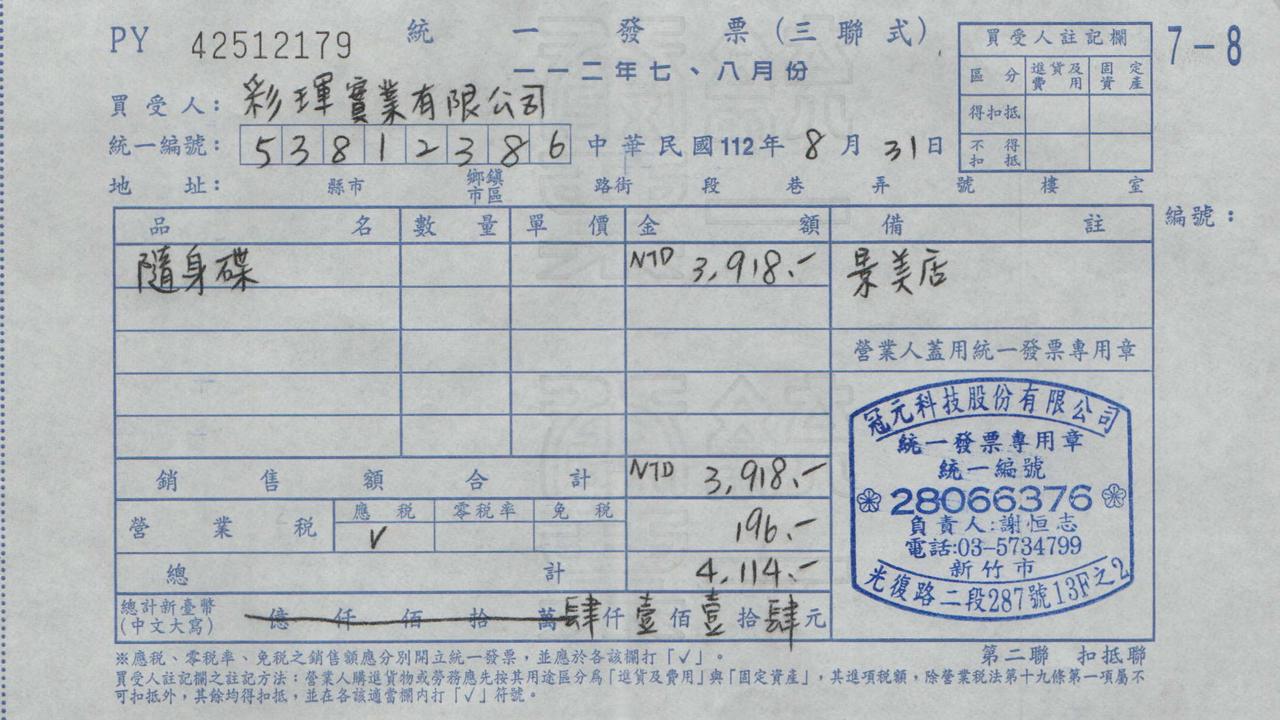 PY 42512179 統一發票(三聯式)
一一二年七、八月份
買受人註記欄
7-8
區分 進貨及費用 固定資產
得扣抵
不得扣抵
買受人:彩琿實業有限公司
統一編號:53812386 中華民國112年8月31日
地址: 縣市 鄉鎮市區 路街 段 巷 弄 號 樓 室
編號:
品名 數量 單價 金額 備註
隨身碟 NTD 3,918.- 景美店
營業人蓋用統一發票專用章
銷售額合計 NTD 3,918.-
營業稅 應稅 零稅率 免稅 196.-
V
總計 4,114.-
總計新臺幣(中文大寫) 億仟佰拾萬肆仟壹佰壹拾肆元
冠元科技股份有限公司
統一發票專用章
統一編號
28066376
負責人:謝恒志
電話:03-5734799
新竹市
光復路二段287號13F之2
※應稅、零稅率、免稅之銷售額應分別開立統一發票,並應於各該欄打「✓」。
第二聯 扣抵聯
買受人註記欄之註記方法:營業人購進貨物或勞務應先按其用途區分為「進貨及費用」與「固定資產」,其進項稅額,除營業稅法第十九條第一項屬不
可扣抵外,其餘均得扣抵,並在各該適當欄內打「✓」符號。